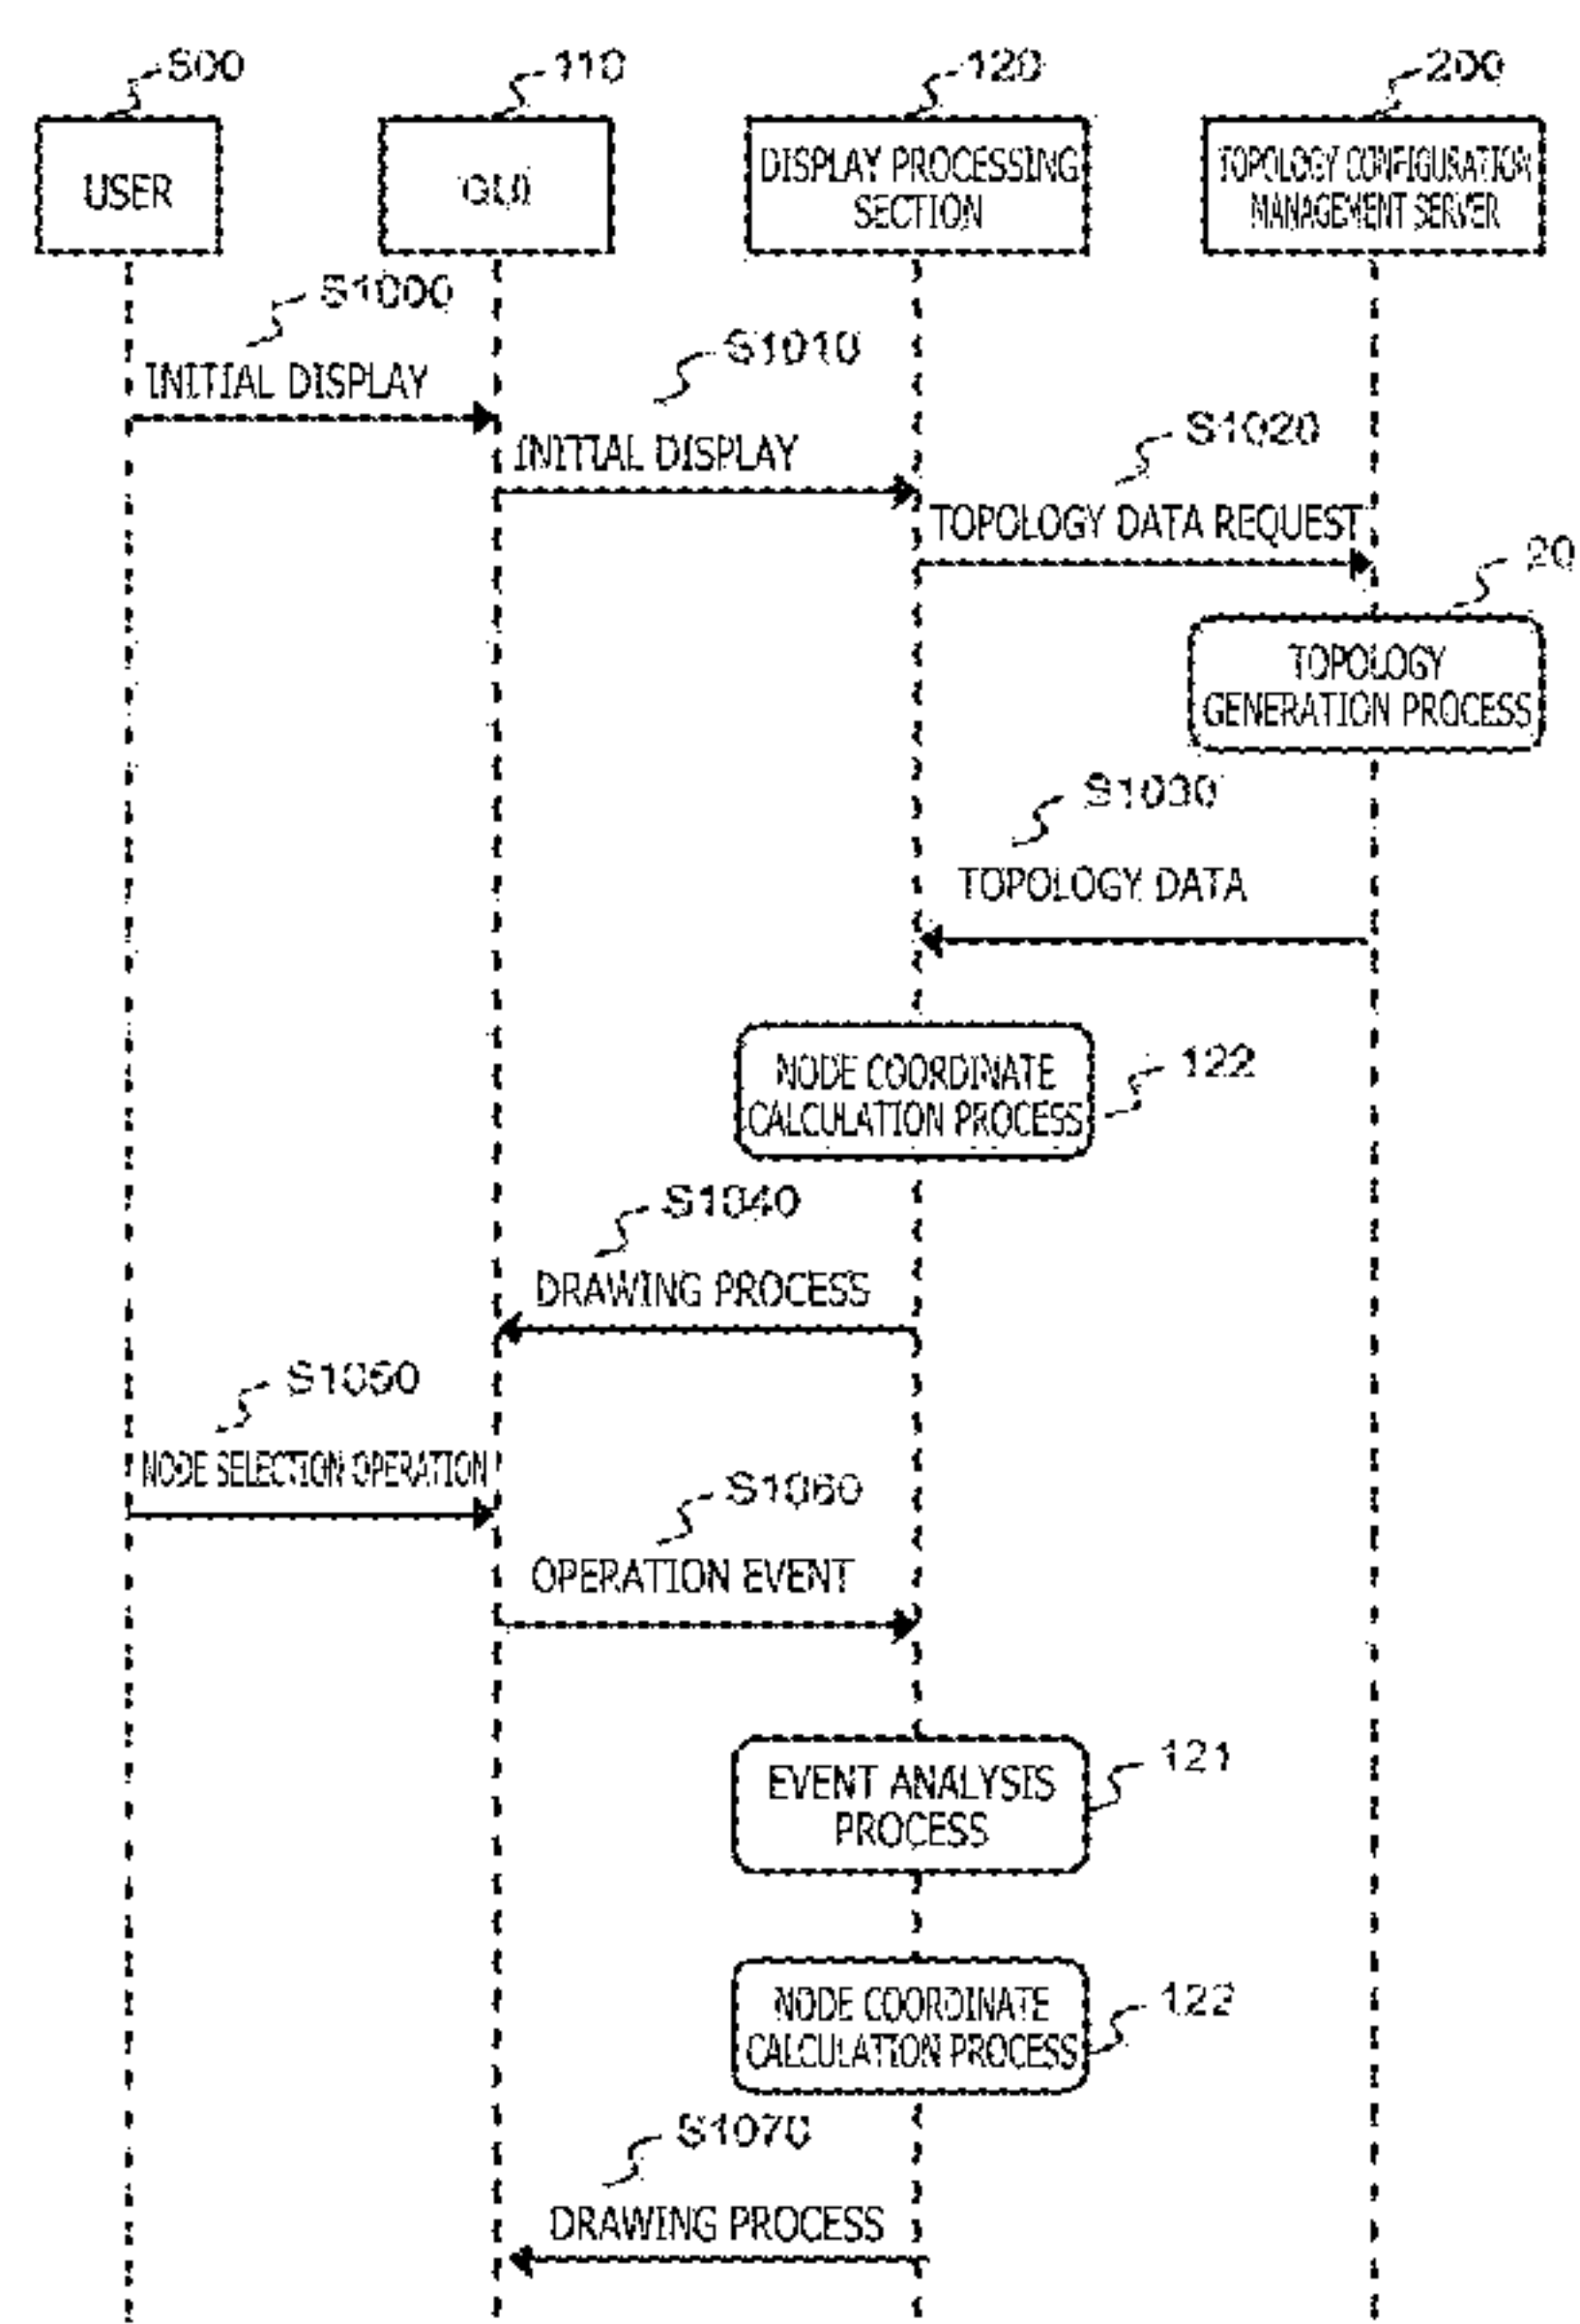 500
110
120
200
USER
GUI
DISPLAY PROCESSING
SECTION
TOPOLOGY CONFIGURATION
MANAGEMENT SERVER
S1000
INITIAL DISPLAY
S1010
INITIAL DISPLAY
S1020
TOPOLOGY DATA REQUEST
20
TOPOLOGY
GENERATION PROCESS
S1030
TOPOLOGY DATA
NODE COORDINATE
CALCULATION PROCESS
122
S1040
DRAWING PROCESS
S1050
NODE SELECTION OPERATION
S1060
OPERATION EVENT
EVENT ANALYSIS
PROCESS
121
NODE COORDINATE
CALCULATION PROCESS
122
S1070
DRAWING PROCESS